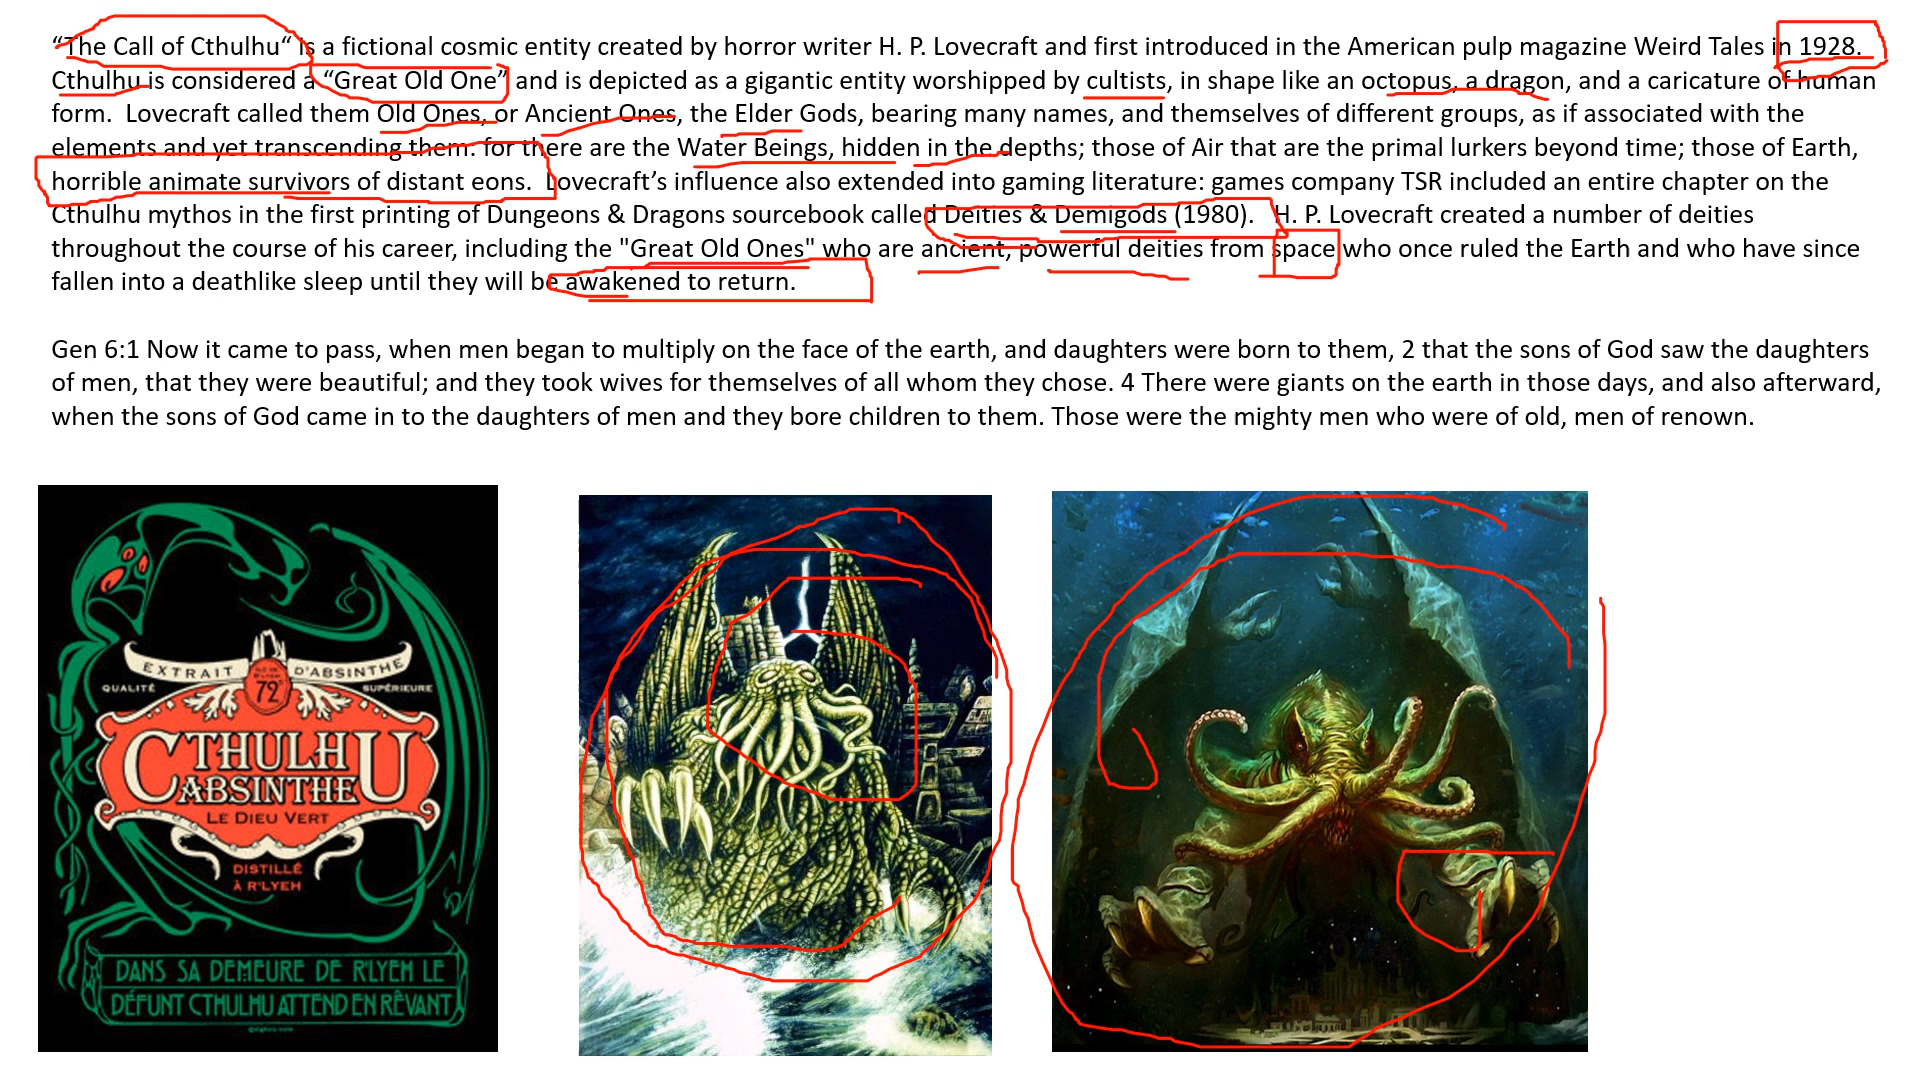 “The Call of Cthulhu“ is a fictional cosmic entity created by horror writer H. P. Lovecraft and first introduced in the American pulp magazine Weird Tales in 1928.
Cthulhu is considered a “Great Old One” and is depicted as a gigantic entity worshipped by cultists, in shape like an octopus, a dragon, and a caricature of human
form.  Lovecraft called them Old Ones, or Ancient Ones, the Elder Gods, bearing many names, and themselves of different groups, as if associated with the
elements and yet transcending them: for there are the Water Beings, hidden in the depths; those of Air that are the primal lurkers beyond time; those of Earth,
horrible animate survivors of distant eons.  Lovecraft’s influence also extended into gaming literature: games company TSR included an entire chapter on the
Cthulhu mythos in the first printing of Dungeons & Dragons sourcebook called Deities & Demigods (1980).   H. P. Lovecraft created a number of deities
throughout the course of his career, including the "Great Old Ones" who are ancient, powerful deities from space who once ruled the Earth and who have since
fallen into a deathlike sleep until they will be awakened to return.
Gen 6:1 Now it came to pass, when men began to multiply on the face of the earth, and daughters were born to them, 2 that the sons of God saw the daughters
of men, that they were beautiful; and they took wives for themselves of all whom they chose. 4 There were giants on the earth in those days, and also afterward,
when the sons of God came in to the daughters of men and they bore children to them. Those were the mighty men who were of old, men of renown.
EXTRAIT D'ABSINTHE
QUALITÉ 72° SUPÉRIEURE
CTHULHU
ABSINTHE
LE DIEU VERT
DISTILLÉ
À R'LYEH
DANS SA DEMEURE DE R'LYEH LE
DÉFUNT CTHULHU ATTEND EN RÊVANT